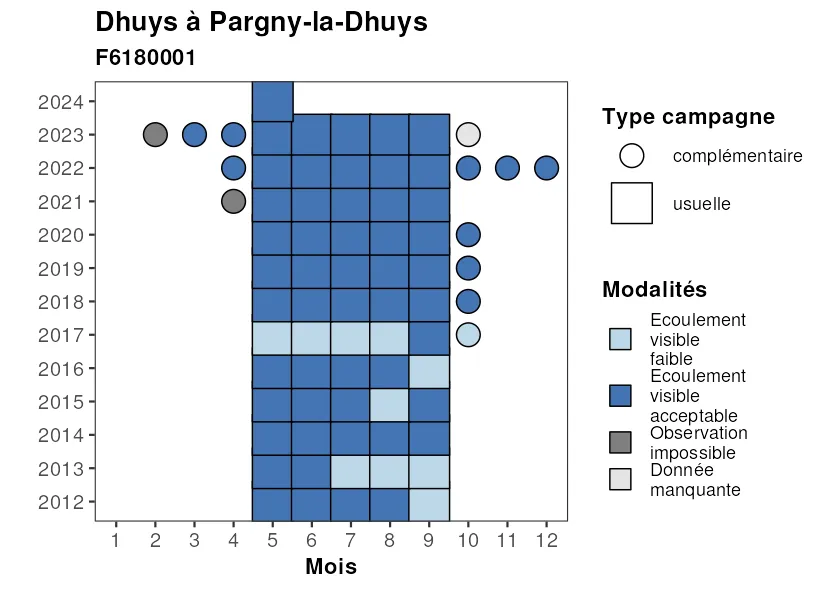 Dhuys à Pargny-la-Dhuys
F6180001
2024
2023
2022
2021
2020
2019
2018
2017
2016
2015
2014
2013
2012
1 2 3 4 5 6 7 8 9 10 11 12
Mois
Type campagne
complémentaire
usuelle
Modalités
Ecoulement
visible
faible
Ecoulement
visible
acceptable
Observation
impossible
Donnée
manquante